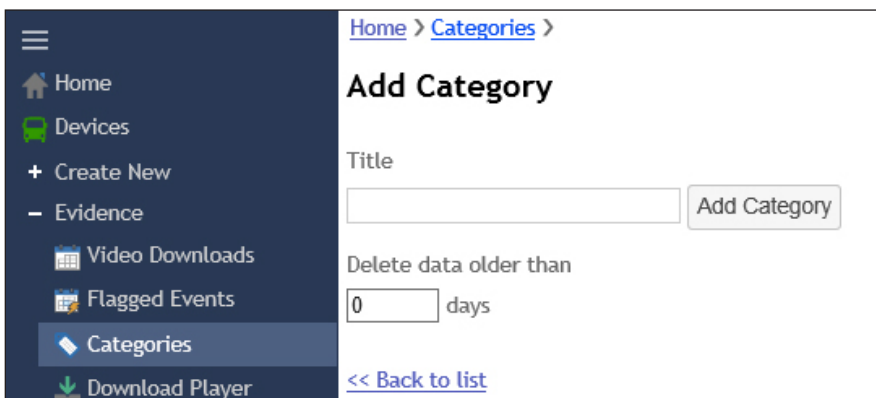 Home
Devices
+ Create New
− Evidence
Video Downloads
Flagged Events
Categories
Download Player
Home > Categories >
Add Category
Title
Add Category
Delete data older than
0 days
<< Back to list